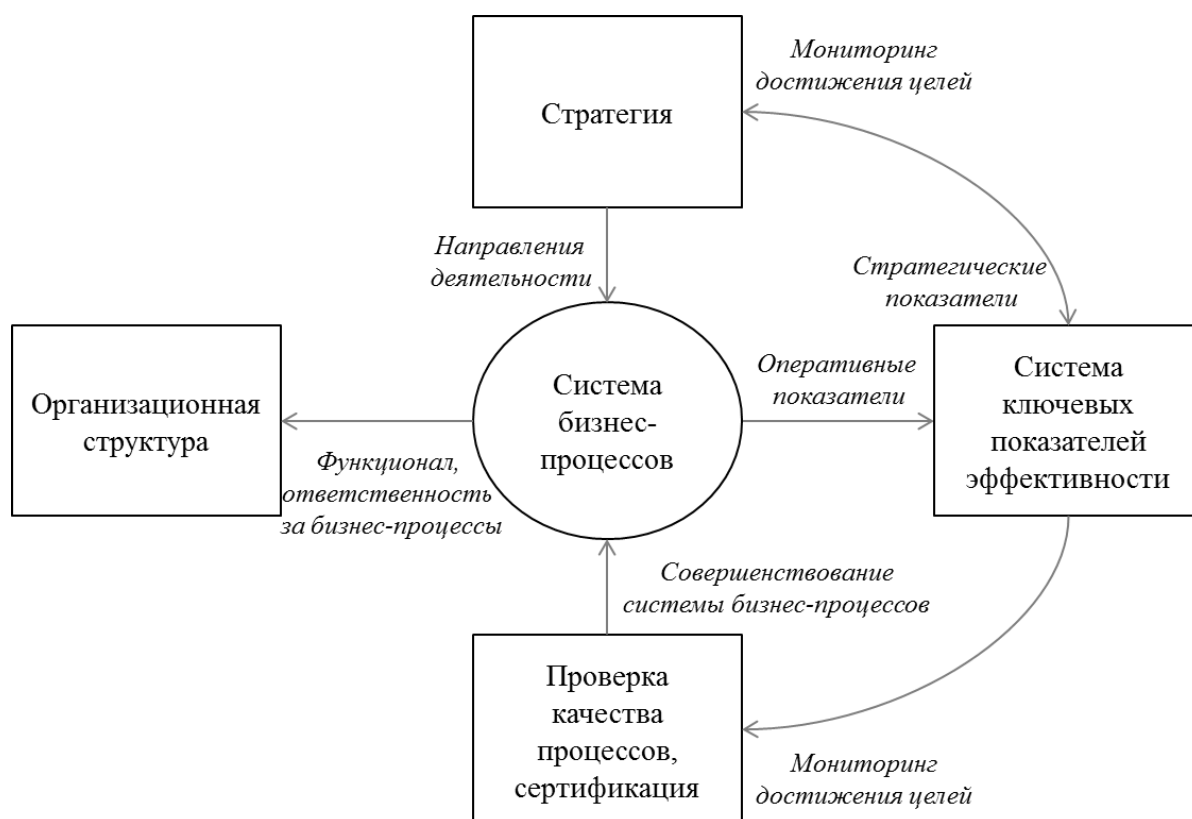 Мониторинг
достижения целей
Стратегия
Направления
деятельности
Стратегические
показатели
Организационная
структура
Система
бизнес-
процессов
Оперативные
показатели
Система
ключевых
показателей
эффективности
Функционал,
ответственность
за бизнес-процессы
Совершенствование
системы бизнес-процессов
Проверка
качества
процессов,
сертификация
Мониторинг
достижения целей